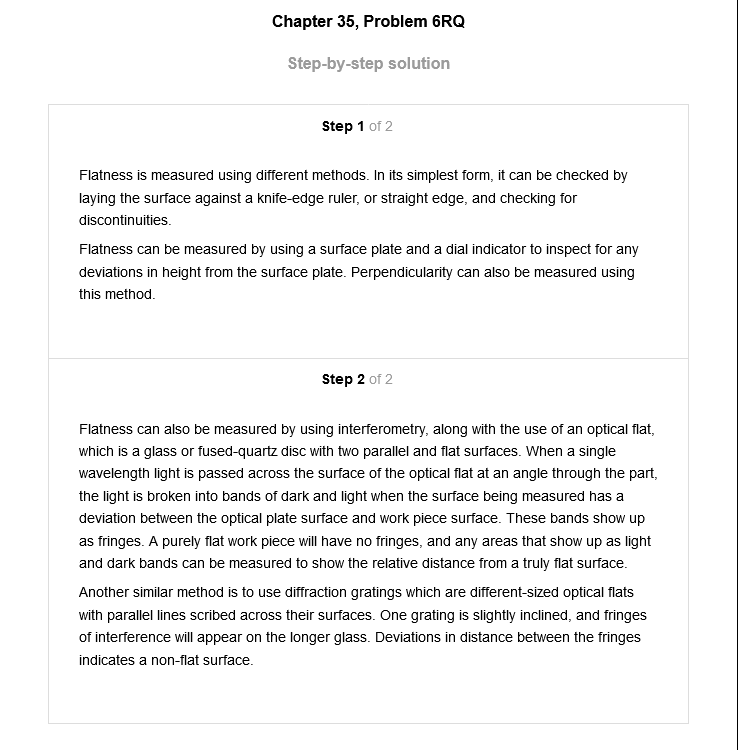 Chapter 35, Problem 6RQ
Step-by-step solution
Step 1 of 2
Flatness is measured using different methods. In its simplest form, it can be checked by
laying the surface against a knife-edge ruler, or straight edge, and checking for
discontinuities.
Flatness can be measured by using a surface plate and a dial indicator to inspect for any
deviations in height from the surface plate. Perpendicularity can also be measured using
this method.
Step 2 of 2
Flatness can also be measured by using interferometry, along with the use of an optical flat,
which is a glass or fused-quartz disc with two parallel and flat surfaces. When a single
wavelength light is passed across the surface of the optical flat at an angle through the part,
the light is broken into bands of dark and light when the surface being measured has a
deviation between the optical plate surface and work piece surface. These bands show up
as fringes. A purely flat work piece will have no fringes, and any areas that show up as light
and dark bands can be measured to show the relative distance from a truly flat surface.
Another similar method is to use diffraction gratings which are different-sized optical flats
with parallel lines scribed across their surfaces. One grating is slightly inclined, and fringes
of interference will appear on the longer glass. Deviations in distance between the fringes
indicates a non-flat surface.